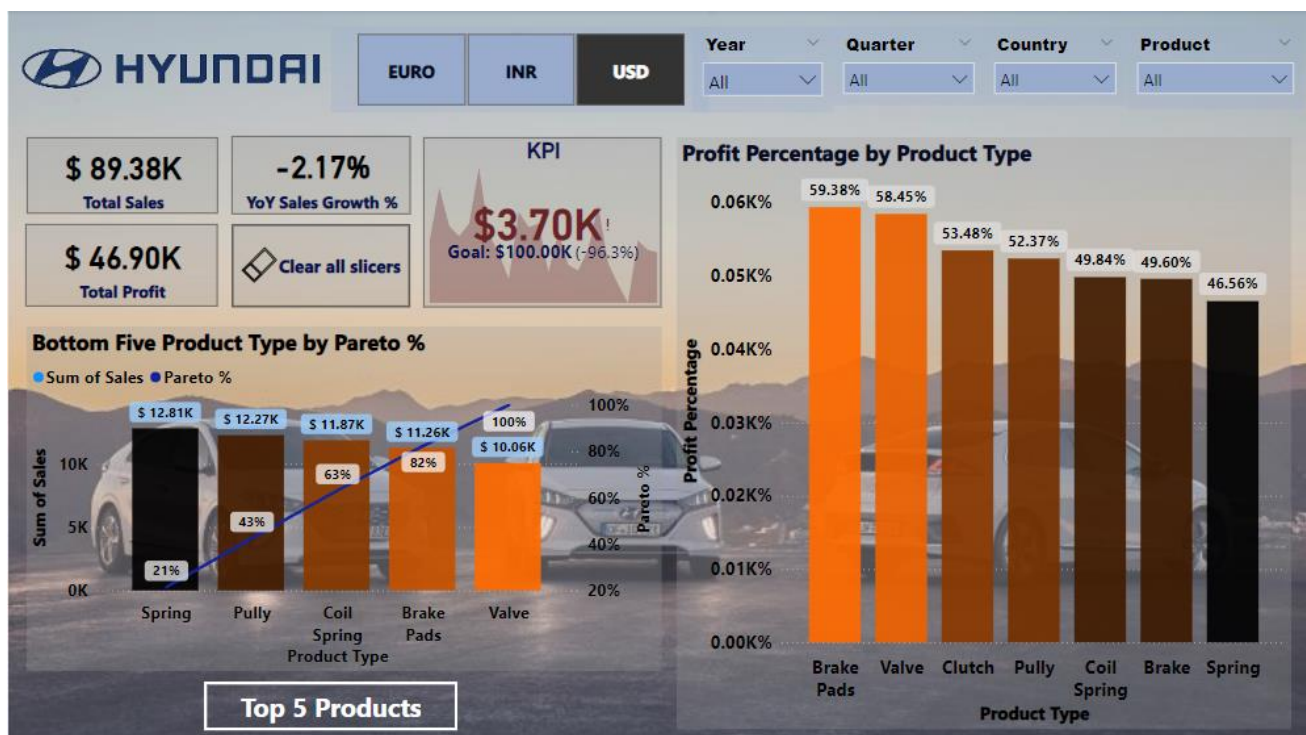 HYUNDAI
EURO
INR
USD
Year
Quarter
Country
Product
All
All
All
All
$ 89.38K
Total Sales
-2.17%
YoY Sales Growth %
$ 46.90K
Total Profit
Clear all slicers
KPI
$3.70K!
Goal: $100.00K (-96.3%)
Bottom Five Product Type by Pareto %
Sum of Sales
Pareto %
Sum of Sales
10K
5K
0K
$ 12.81K
$ 12.27K
$ 11.87K
$ 11.26K
$ 10.06K
21%
43%
63%
82%
100%
100%
80%
60%
40%
20%
Pareto %
Spring
Pully
Coil
Spring
Brake
Pads
Valve
Product Type
Top 5 Products
Profit Percentage by Product Type
Profit Percentage
0.06K%
0.05K%
0.04K%
0.03K%
0.02K%
0.01K%
0.00K%
59.38%
58.45%
53.48%
52.37%
49.84%
49.60%
46.56%
Brake
Pads
Valve
Clutch
Pully
Coil
Spring
Brake
Spring
Product Type